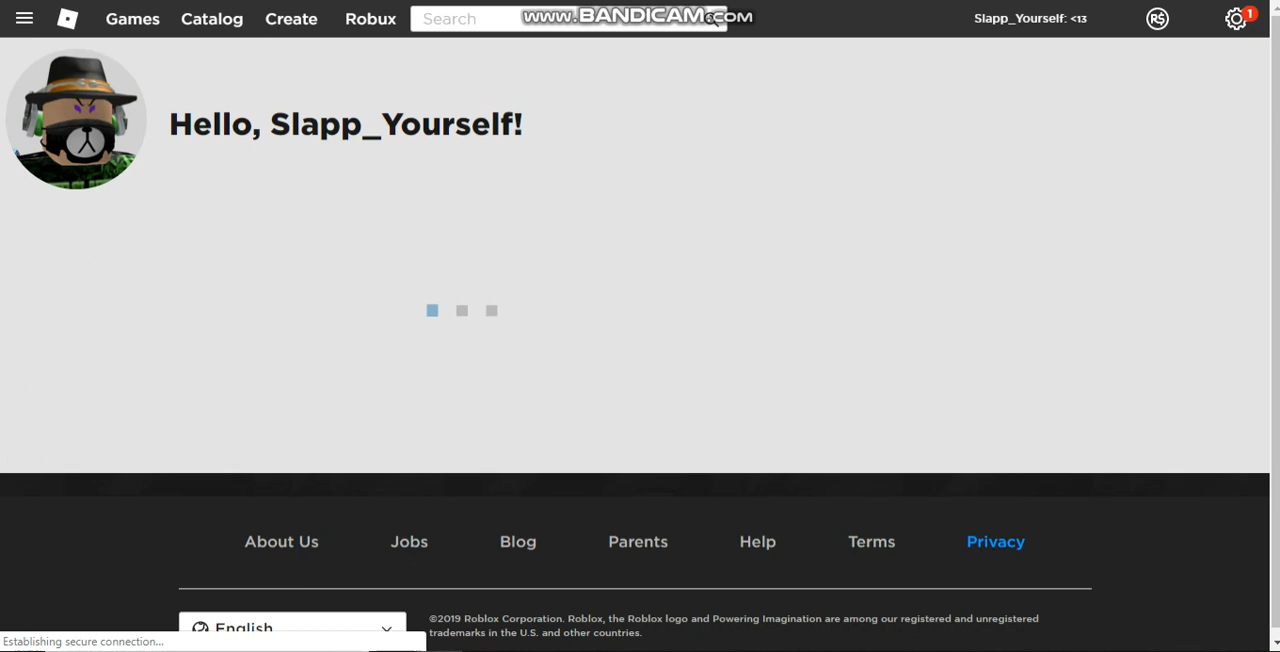 Games Catalog Create Robux Search www.BANDICAM.COM Slapp_Yourself: <13 R$ 1
Hello, Slapp_Yourself!
About Us Jobs Blog Parents Help Terms Privacy
English
©2019 Roblox Corporation. Roblox, the Roblox logo and Powering Imagination are among our registered and unregistered
trademarks in the U.S. and other countries.
Establishing secure connection...